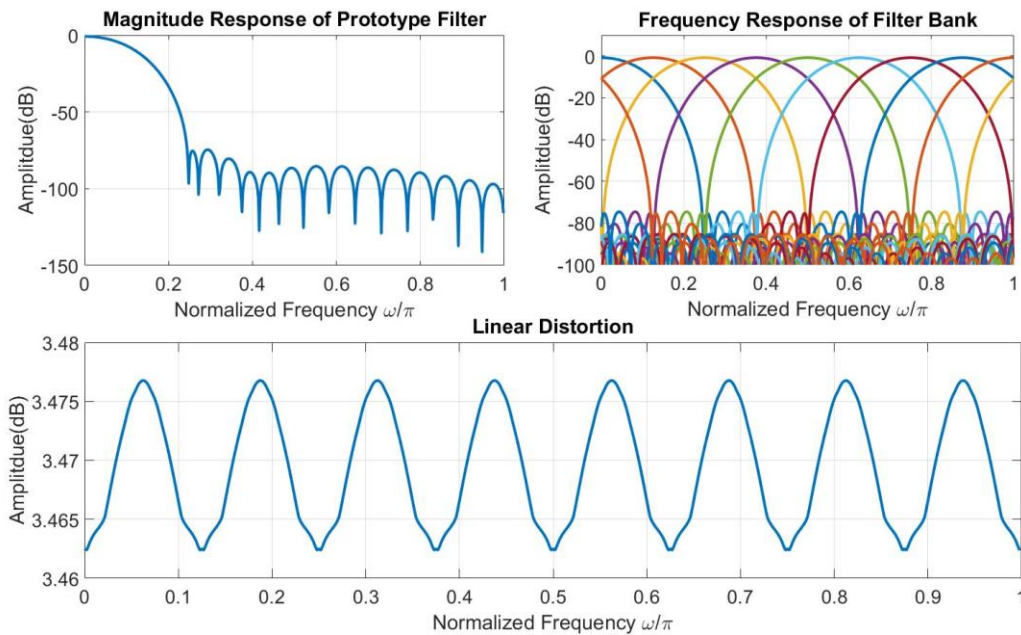 Magnitude Response of Prototype Filter
0
-50
-100
-150
Amplitdue(dB)
0 0.2 0.4 0.6 0.8 1
Normalized Frequency ω/π
Frequency Response of Filter Bank
0
-20
-40
-60
-80
-100
Amplitdue(dB)
0 0.2 0.4 0.6 0.8 1
Normalized Frequency ω/π
Linear Distortion
3.48
3.475
3.47
3.465
3.46
Amplitdue(dB)
0 0.1 0.2 0.3 0.4 0.5 0.6 0.7 0.8 0.9 1
Normalized Frequency ω/π